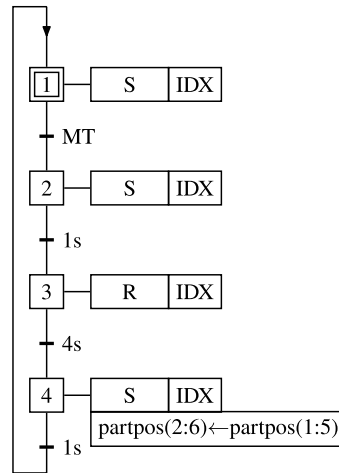 1 S IDX
MT
2 S IDX
1s
3 R IDX
4s
4 S IDX
partpos(2:6)←partpos(1:5)
1s